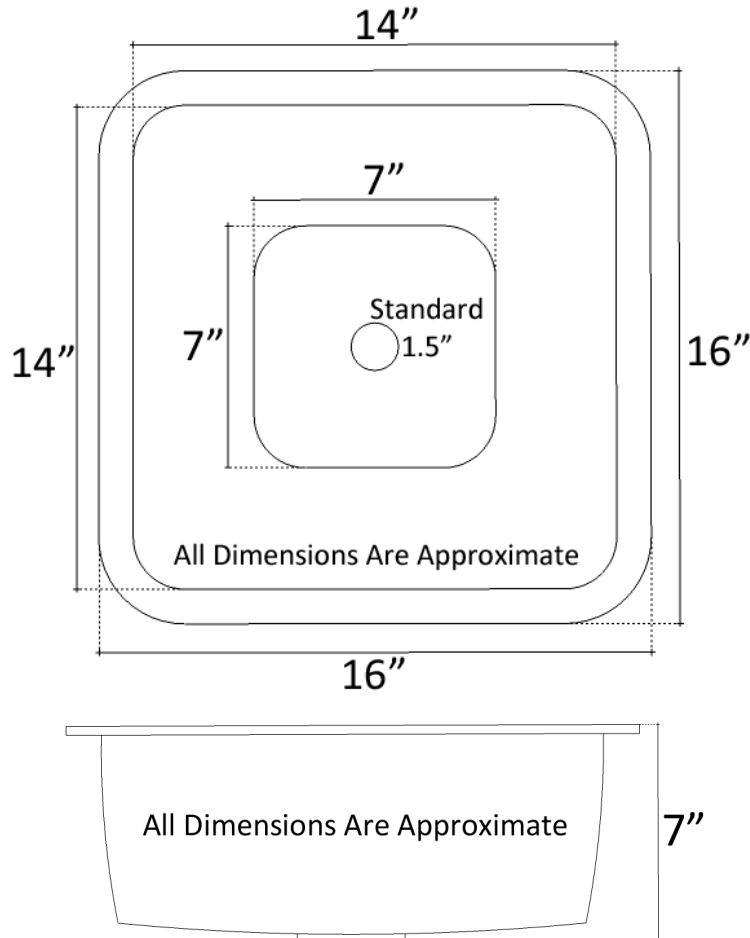 14”
7”
Standard
7”
1.5”
14”
16”
All Dimensions Are Approximate
16”
All Dimensions Are Approximate
7”